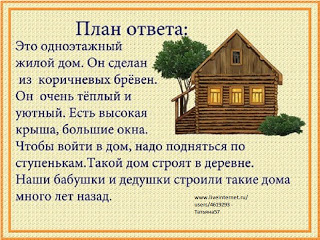 План ответа:
Это одноэтажный
жилой дом. Он сделан
из коричневых брёвен.
Он очень тёплый и
уютный. Есть высокая
крыша, большие окна.
Чтобы войти в дом, надо подняться по
ступенькам.Такой дом строят в деревне.
Наши бабушки и дедушки строили такие дома
много лет назад.
www.liveinternet.ru/
users/4619293
Татьяна57